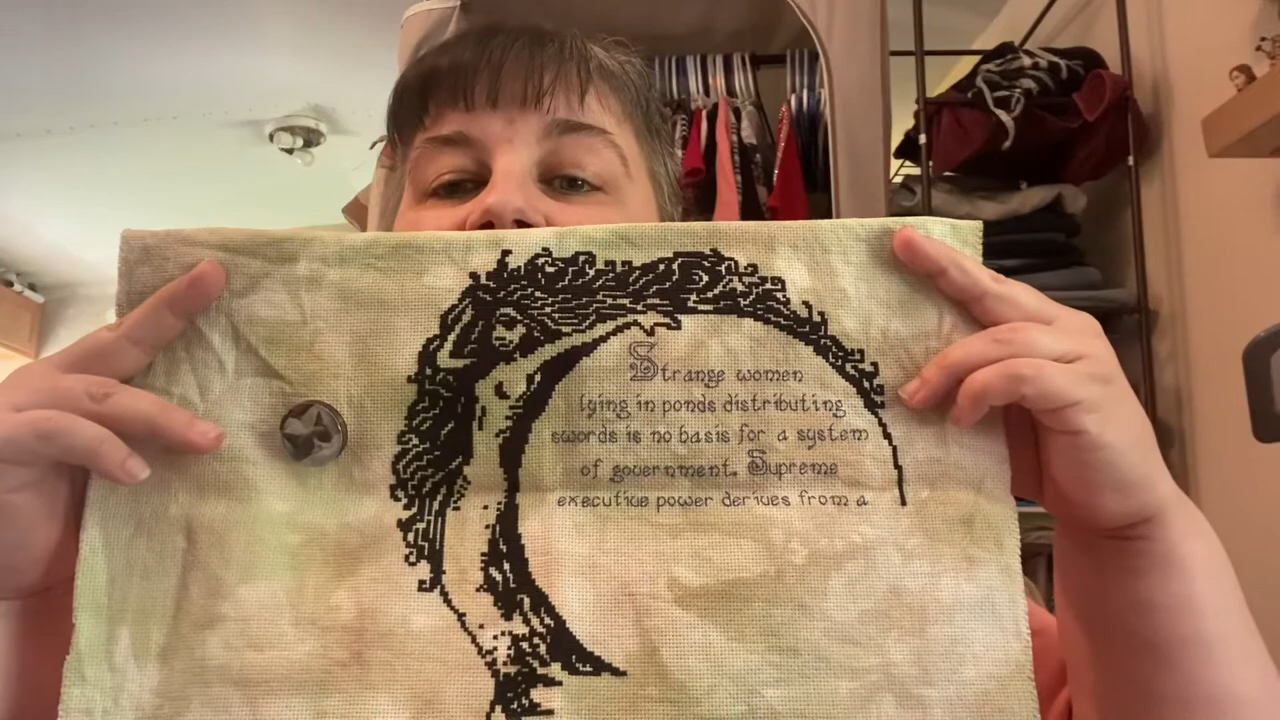 Strange women
lying in ponds distributing
swords is no basis for a system
of government. Supreme
executive power derives from a